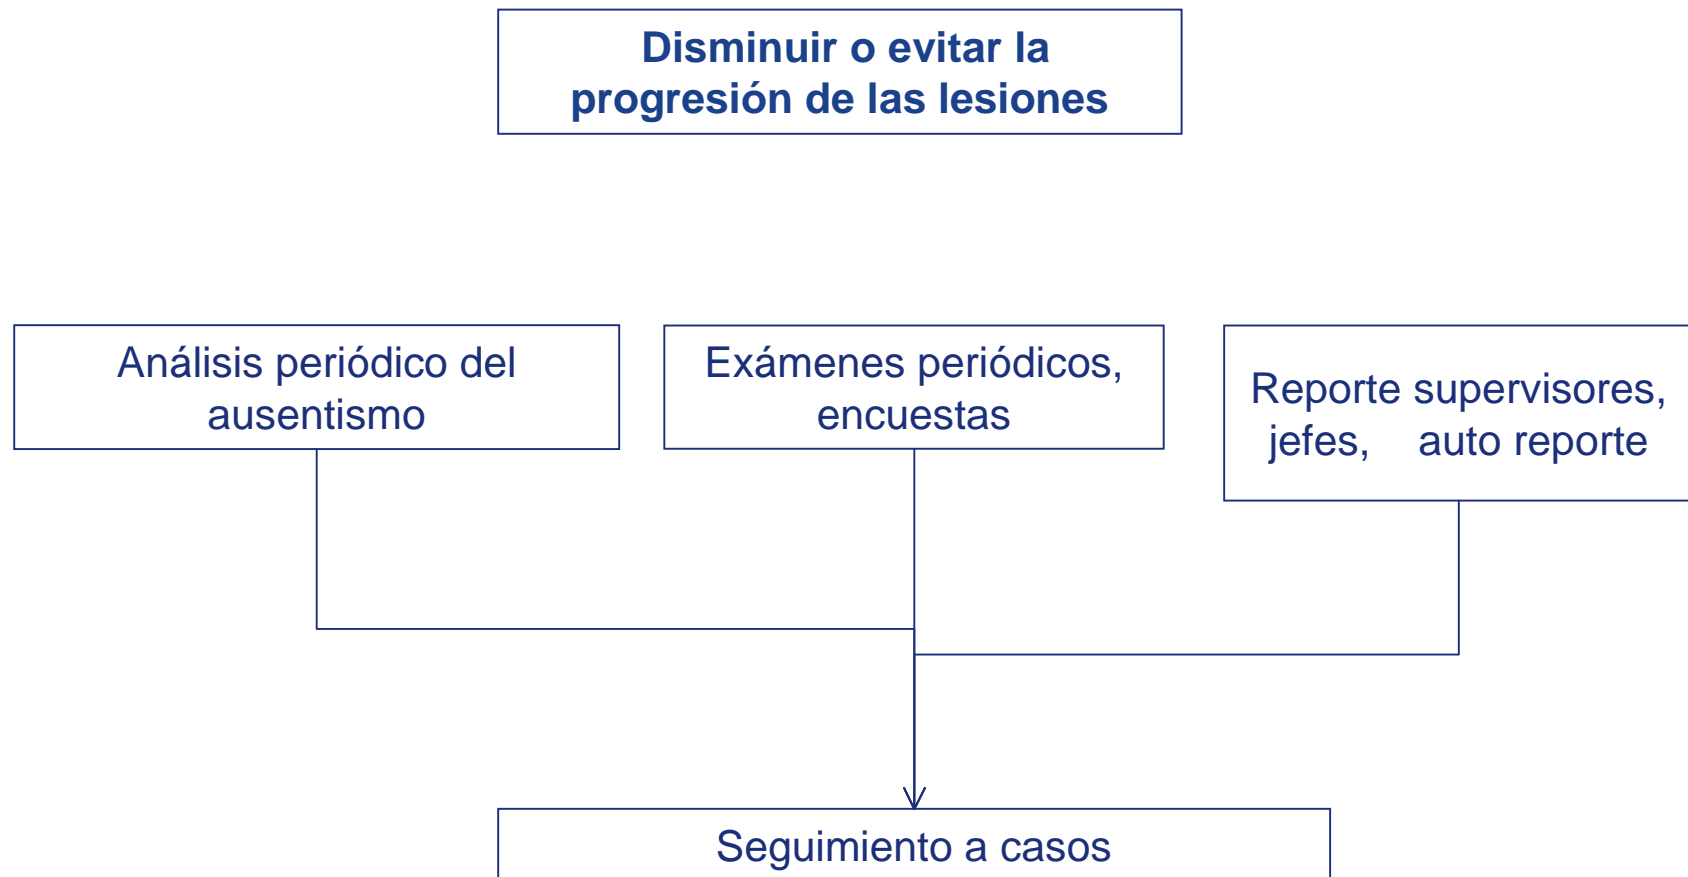 Disminuir o evitar la
progresión de las lesiones
Análisis periódico del
ausentismo
Exámenes periódicos,
encuestas
Reporte supervisores,
jefes, auto reporte
Seguimiento a casos